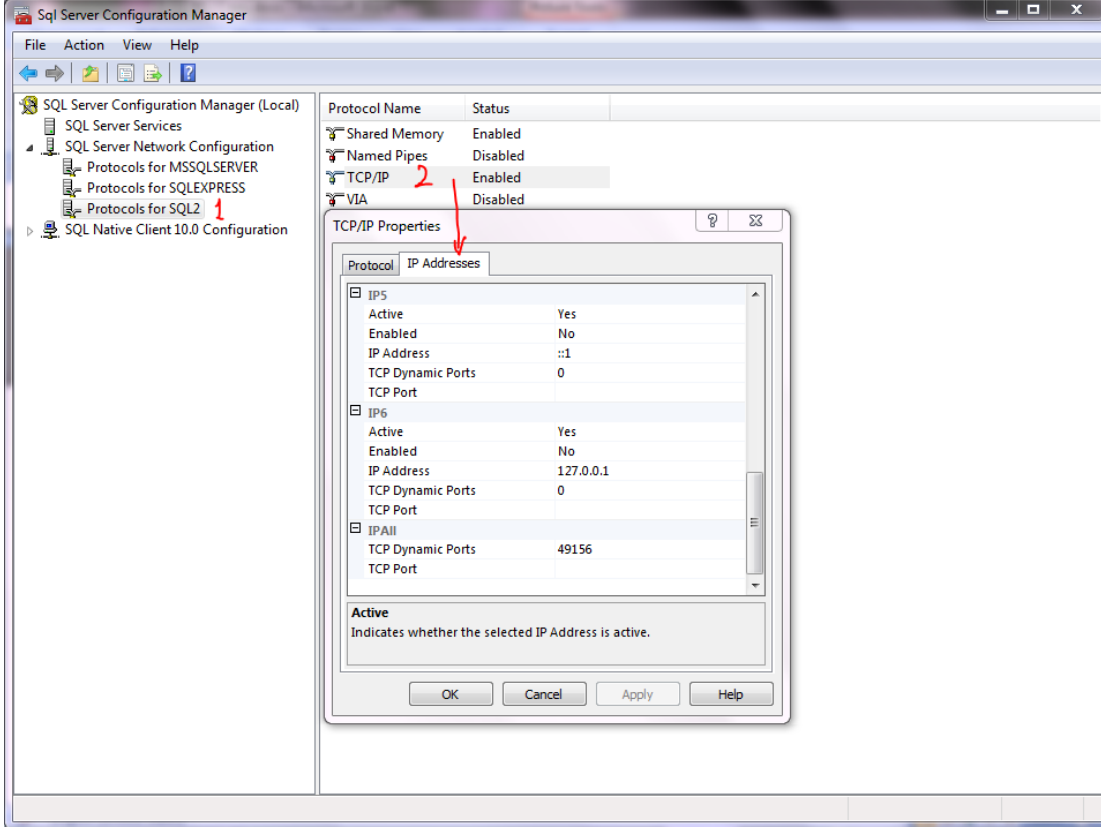 Sql Server Configuration Manager
File Action View Help
SQL Server Configuration Manager (Local)
SQL Server Services
SQL Server Network Configuration
Protocols for MSSQLSERVER
Protocols for SQLEXPRESS
Protocols for SQL2 1
SQL Native Client 10.0 Configuration
Protocol Name Status
Shared Memory Enabled
Named Pipes Disabled
TCP/IP 2 Enabled
VIA Disabled
TCP/IP Properties
Protocol IP Addresses
IP5
Active Yes
Enabled No
IP Address ::1
TCP Dynamic Ports 0
TCP Port
IP6
Active Yes
Enabled No
IP Address 127.0.0.1
TCP Dynamic Ports 0
TCP Port
IPAll
TCP Dynamic Ports 49156
TCP Port
Active
Indicates whether the selected IP Address is active.
OK Cancel Apply Help